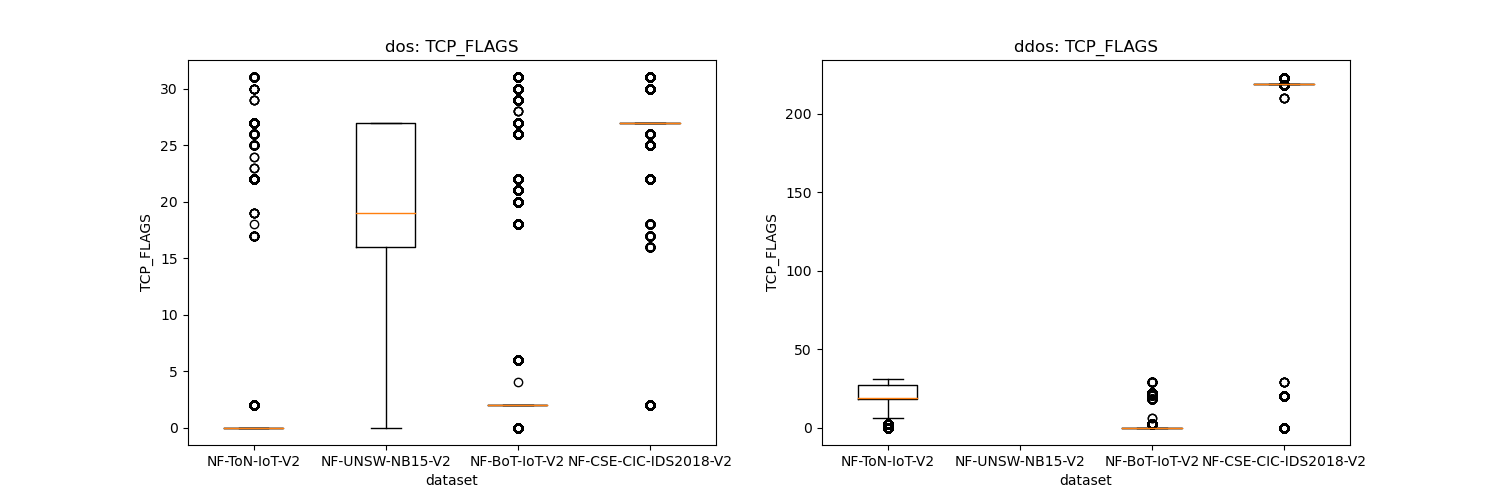 dos: TCP_FLAGS
TCP_FLAGS
30
25
20
15
10
5
0
NF-ToN-IoT-V2 NF-UNSW-NB15-V2 NF-BoT-IoT-V2 NF-CSE-CIC-IDS2018-V2
dataset
ddos: TCP_FLAGS
TCP_FLAGS
200
150
100
50
0
NF-ToN-IoT-V2 NF-UNSW-NB15-V2 NF-BoT-IoT-V2 NF-CSE-CIC-IDS2018-V2
dataset